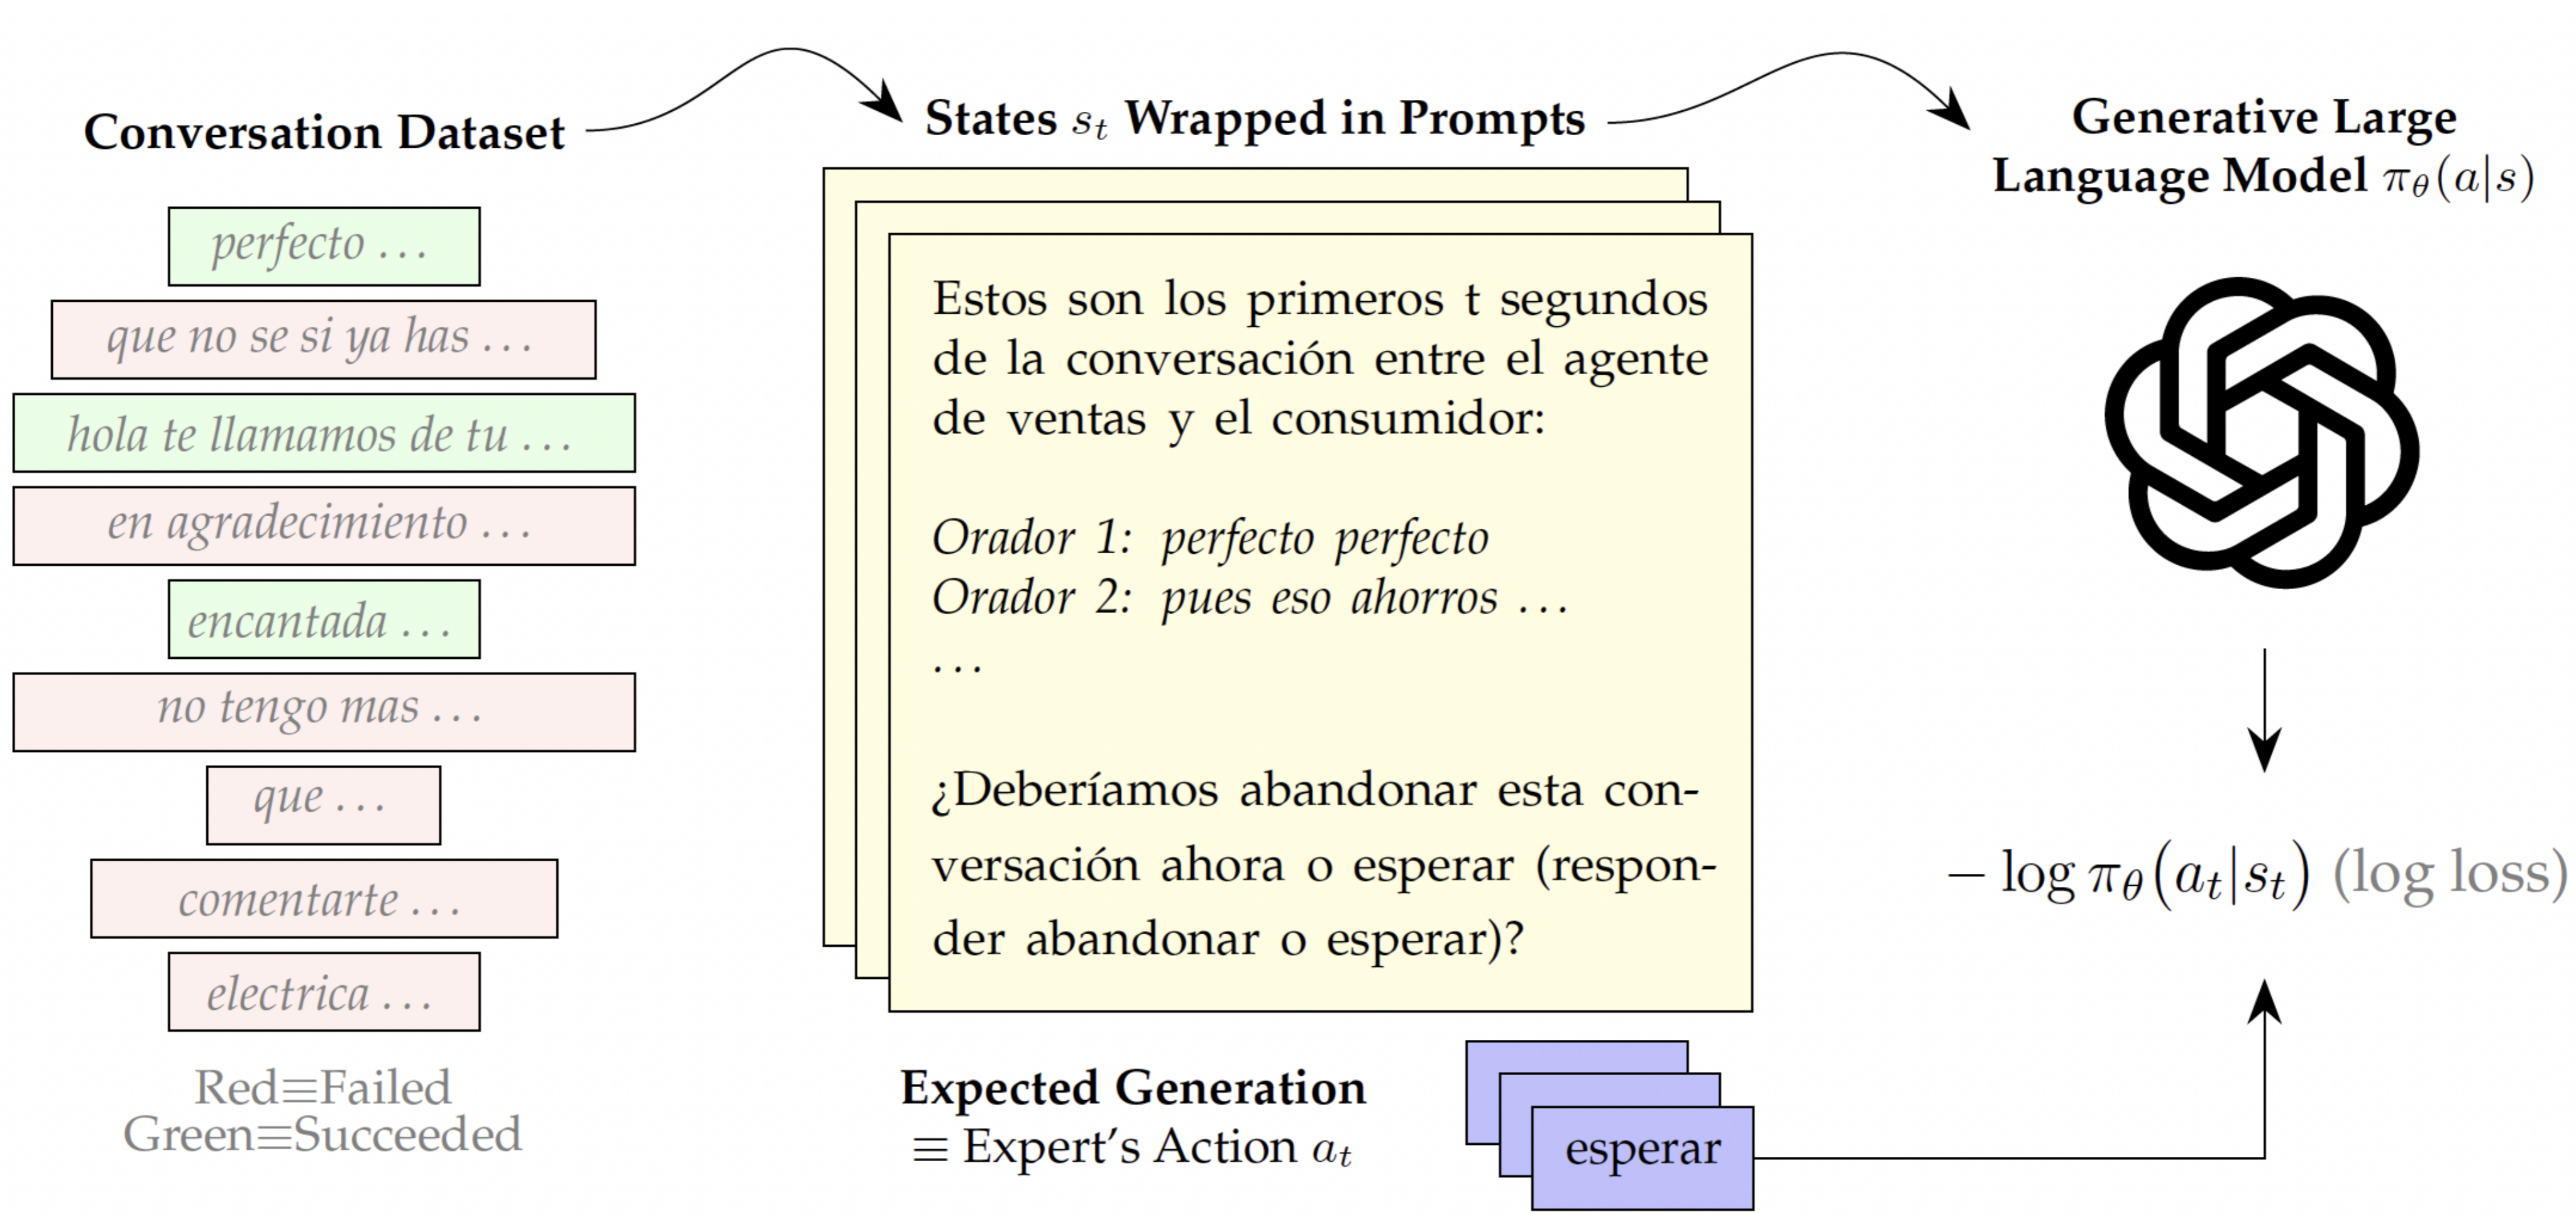 Conversation Dataset
perfecto …
que no se si ya has …
hola te llamamos de tu …
en agradecimiento …
encantada …
no tengo mas …
que …
comentarte …
electrica …
Red≡Failed
Green≡Succeeded
States sₜ Wrapped in Prompts
Estos son los primeros t segundos
de la conversación entre el agente
de ventas y el consumidor:
Orador 1: perfecto perfecto
Orador 2: pues eso ahorros …
…
¿Deberíamos abandonar esta con-
versación ahora o esperar (respon-
der abandonar o esperar)?
Expected Generation
≡ Expert's Action aₜ
esperar
Generative Large
Language Model π_θ(a|s)
− log π_θ(aₜ|sₜ) (log loss)